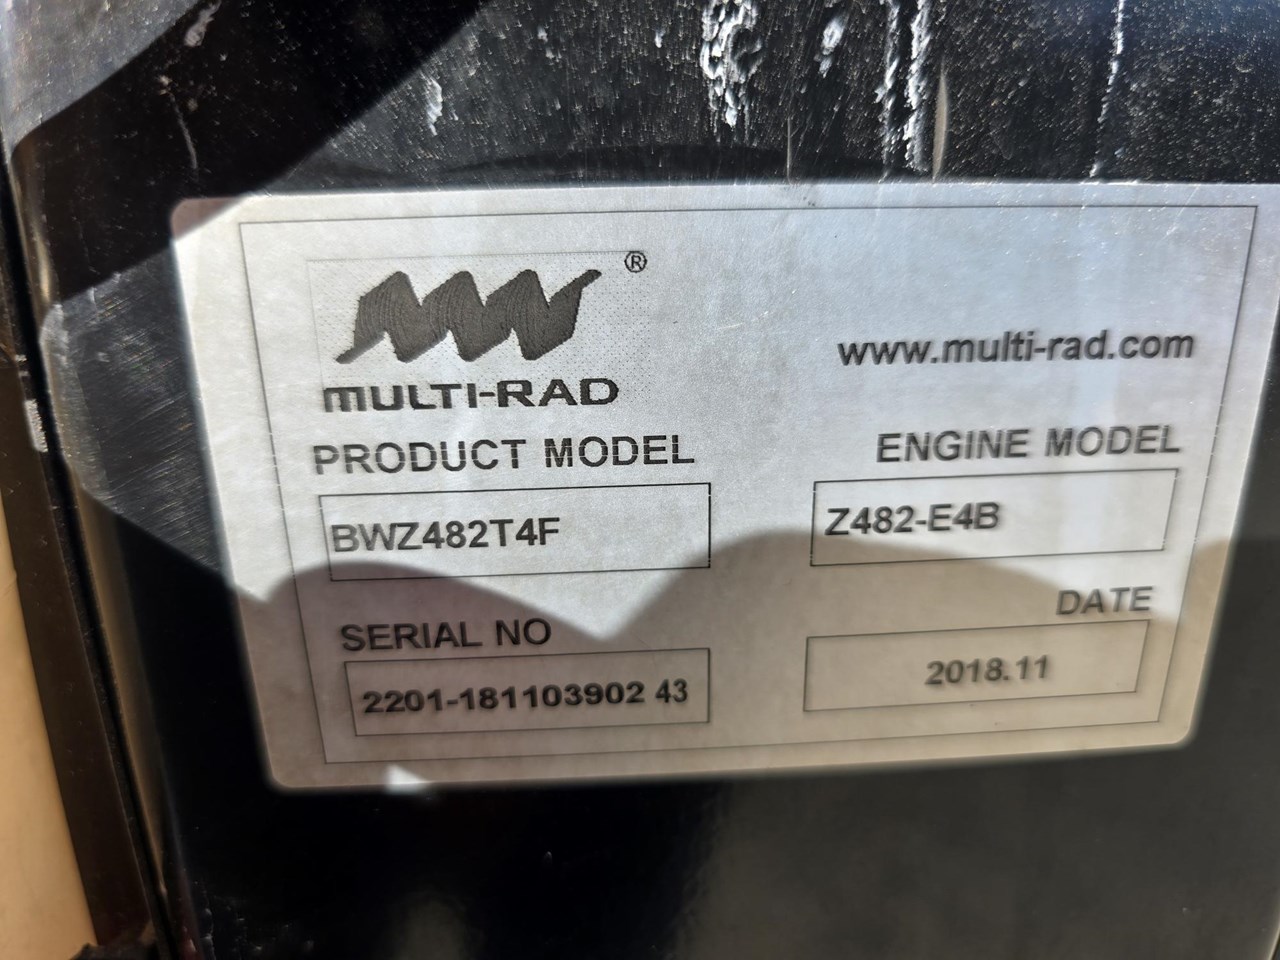 ®
MULTI-RAD
www.multi-rad.com
PRODUCT MODEL
ENGINE MODEL
BWZ482T4F
Z482-E4B
SERIAL NO
DATE
2201-181103902 43
2018.11